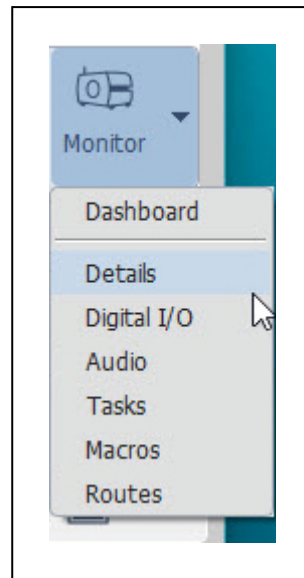 Monitor
Dashboard
Details
Digital I/O
Audio
Tasks
Macros
Routes